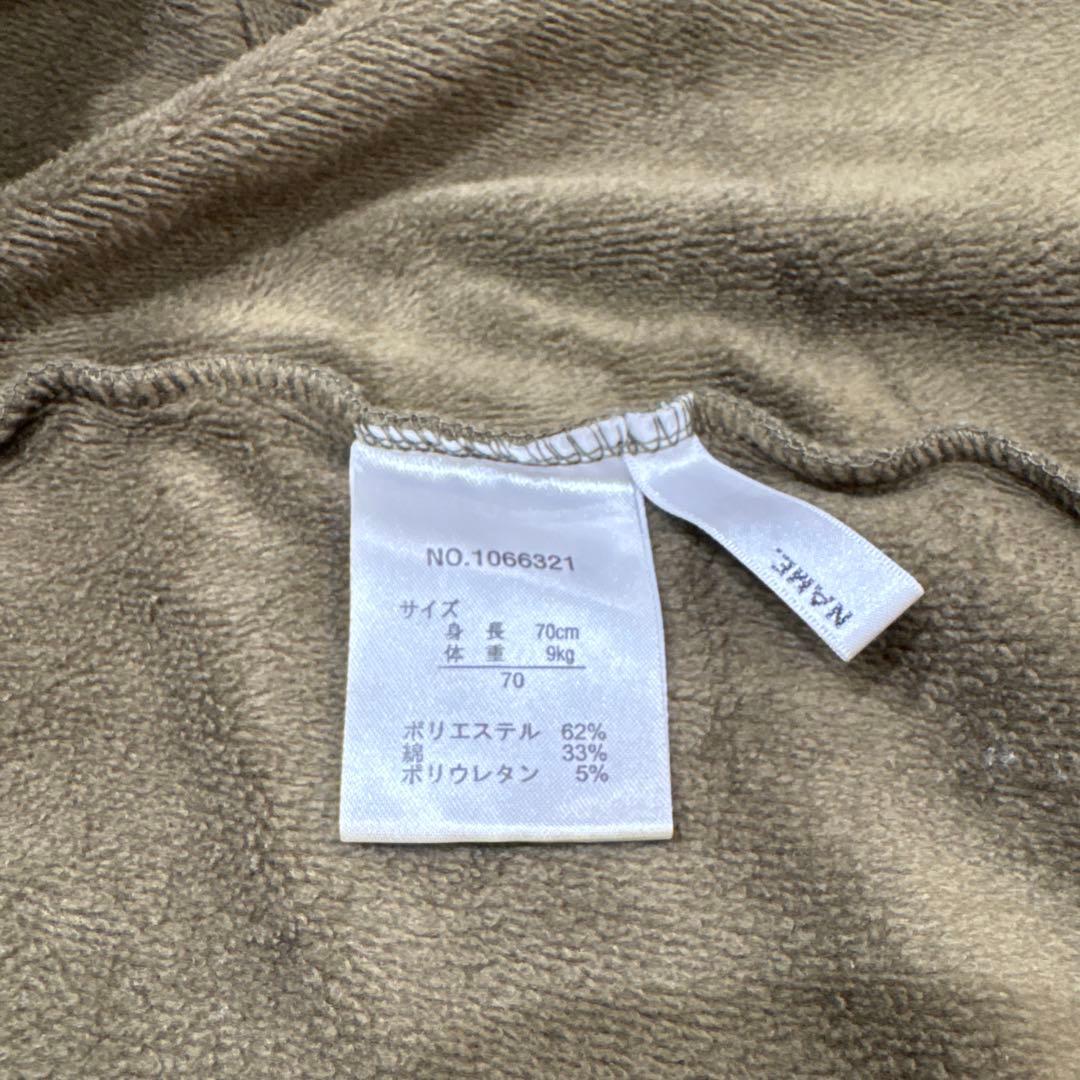 NO.1066321
サイズ
身 長 70cm
体 重 9kg
70
ポリエステル 62%
綿 33%
ポリウレタン 5%
NAME.